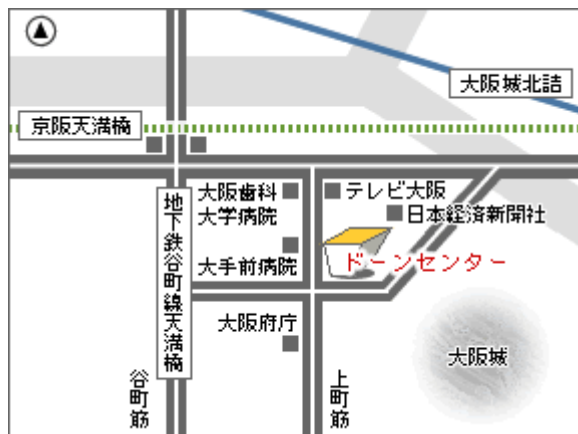 大阪城北詰
京阪天満橋
大阪歯科
大学病院
テレビ大阪
日本経済新聞社
地下鉄谷町線天満橋
大手前病院
ドーンセンター
大阪府庁
大阪城
谷町筋
上町筋